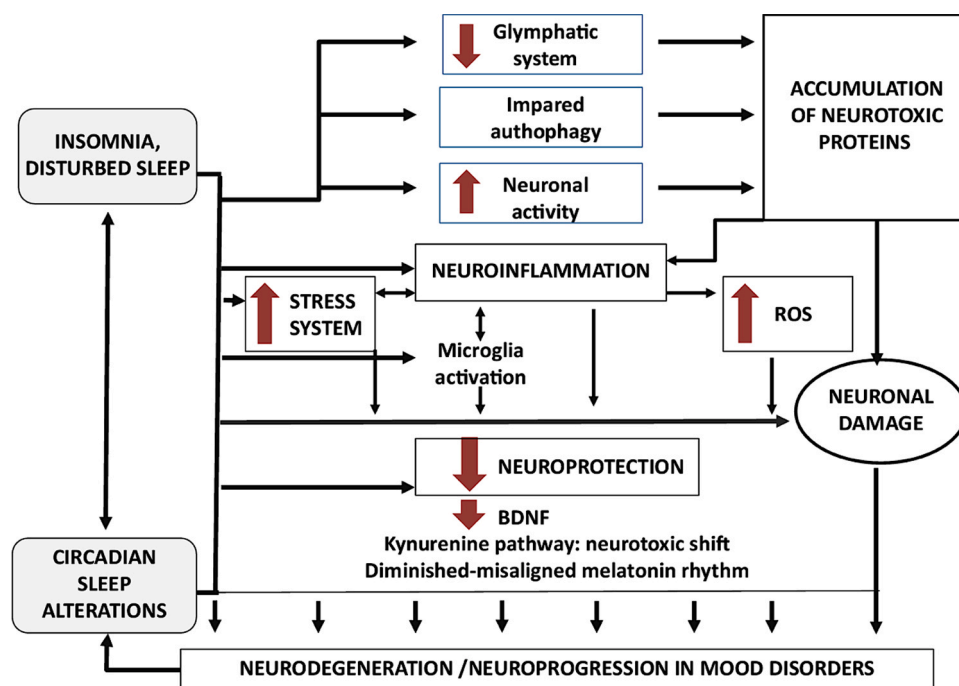 Glymphatic
system
ACCUMULATION
OF NEUROTOXIC
PROTEINS
Impared
authophagy
INSOMNIA,
DISTURBED SLEEP
Neuronal
activity
NEUROINFLAMMATION
STRESS
SYSTEM
ROS
Microglia
activation
NEURONAL
DAMAGE
NEUROPROTECTION
BDNF
Kynurenine pathway: neurotoxic shift
Diminished-misaligned melatonin rhythm
CIRCADIAN
SLEEP
ALTERATIONS
NEURODEGENERATION /NEUROPROGRESSION IN MOOD DISORDERS